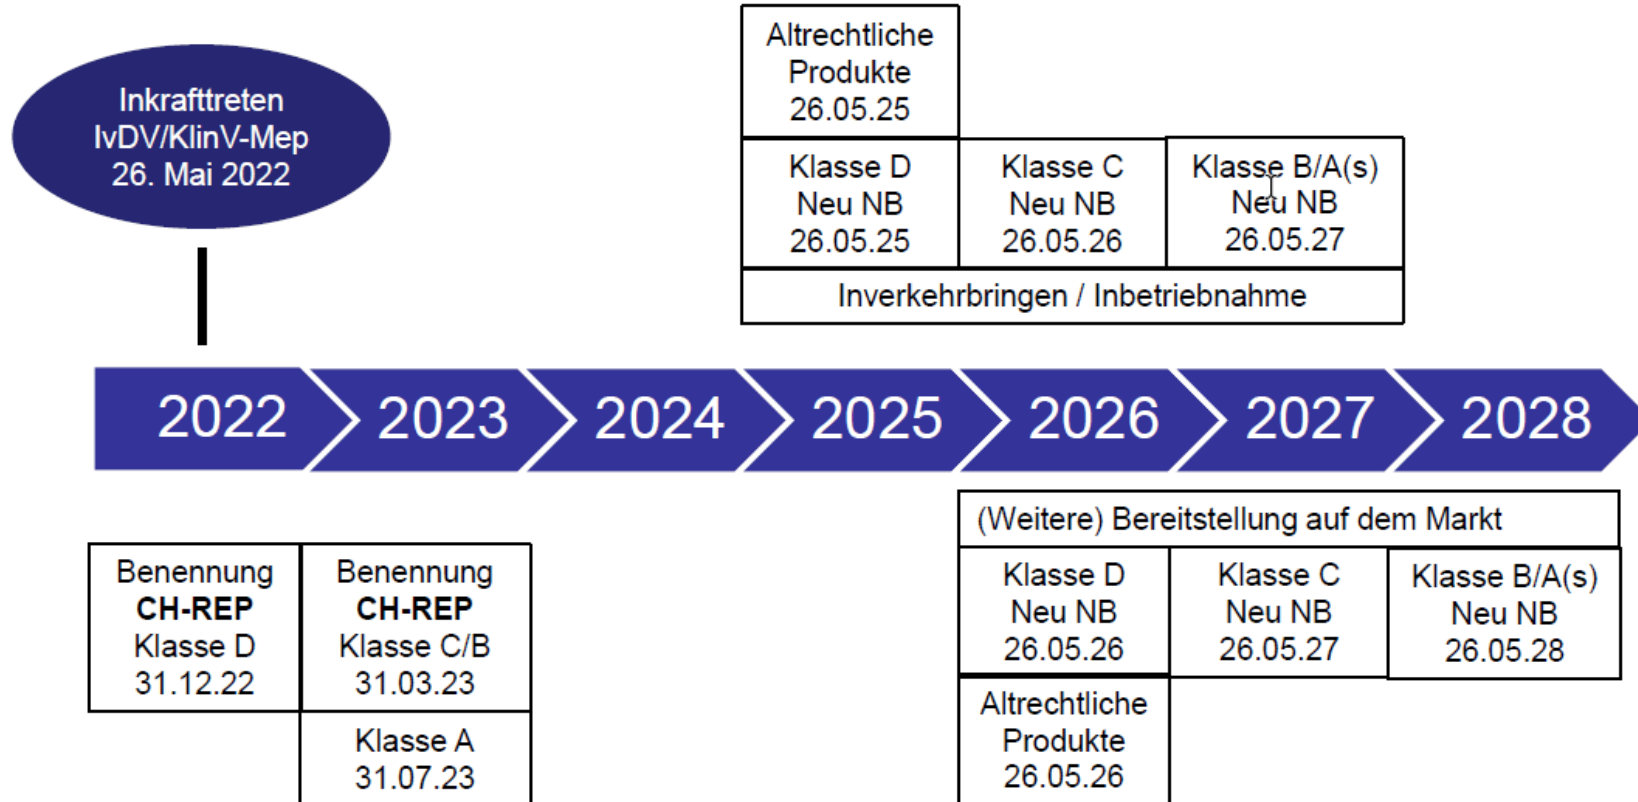 Inkrafttreten
IvDV/KlinV-Mep
26. Mai 2022
Altrechtliche
Produkte
26.05.25
Klasse D
Neu NB
26.05.25
Klasse C
Neu NB
26.05.26
Klasse B/A(s)
Neu NB
26.05.27
Inverkehrbringen / Inbetriebnahme
2022
2023
2024
2025
2026
2027
2028
Benennung
CH-REP
Klasse D
31.12.22
Benennung
CH-REP
Klasse C/B
31.03.23
Klasse A
31.07.23
(Weitere) Bereitstellung auf dem Markt
Klasse D
Neu NB
26.05.26
Klasse C
Neu NB
26.05.27
Klasse B/A(s)
Neu NB
26.05.28
Altrechtliche
Produkte
26.05.26